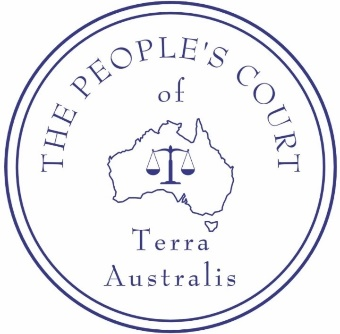 THE PEOPLE'S COURT
of
Terra
Australis